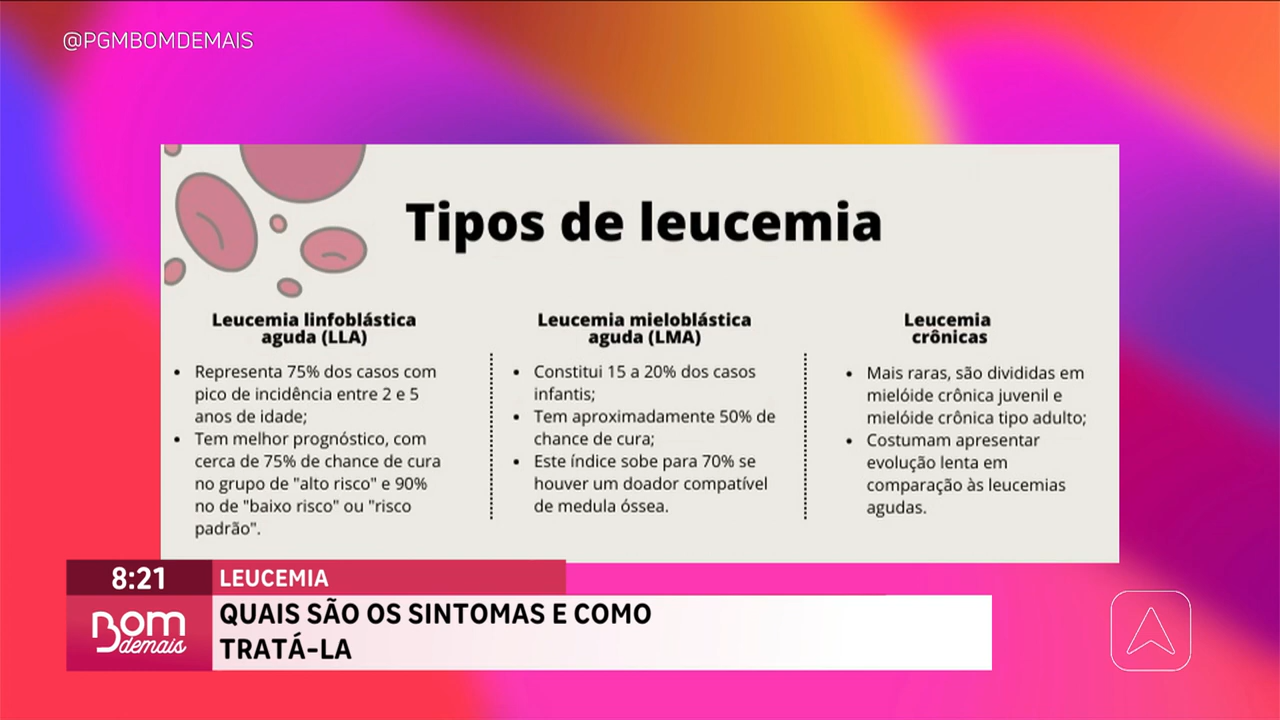 @PGMBOMDEMAIS
Tipos de leucemia
Leucemia linfoblástica
aguda (LLA)
• Representa 75% dos casos com
pico de incidência entre 2 e 5
anos de idade;
• Tem melhor prognóstico, com
cerca de 75% de chance de cura
no grupo de "alto risco" e 90%
no de "baixo risco" ou "risco
padrão".
Leucemia mieloblástica
aguda (LMA)
• Constitui 15 a 20% dos casos
infantis;
• Tem aproximadamente 50% de
chance de cura;
• Este índice sobe para 70% se
houver um doador compatível
de medula óssea.
Leucemia
crônicas
• Mais raras, são divididas em
mielóide crônica juvenil e
mielóide crônica tipo adulto;
• Costumam apresentar
evolução lenta em
comparação às leucemias
agudas.
8:21
LEUCEMIA
Bom
demais
QUAIS SÃO OS SINTOMAS E COMO
TRATÁ-LA